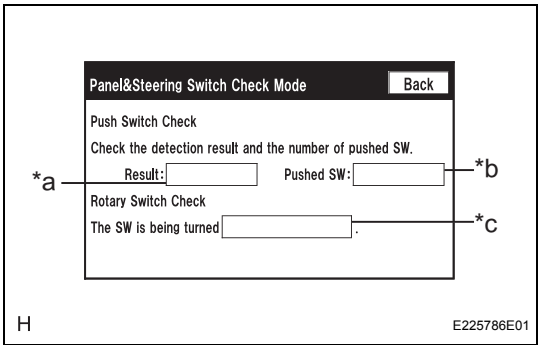 Panel&Steering Switch Check Mode Back
Push Switch Check
Check the detection result and the number of pushed SW.
*a Result: Pushed SW: *b
Rotary Switch Check
The SW is being turned . *c
H E225786E01